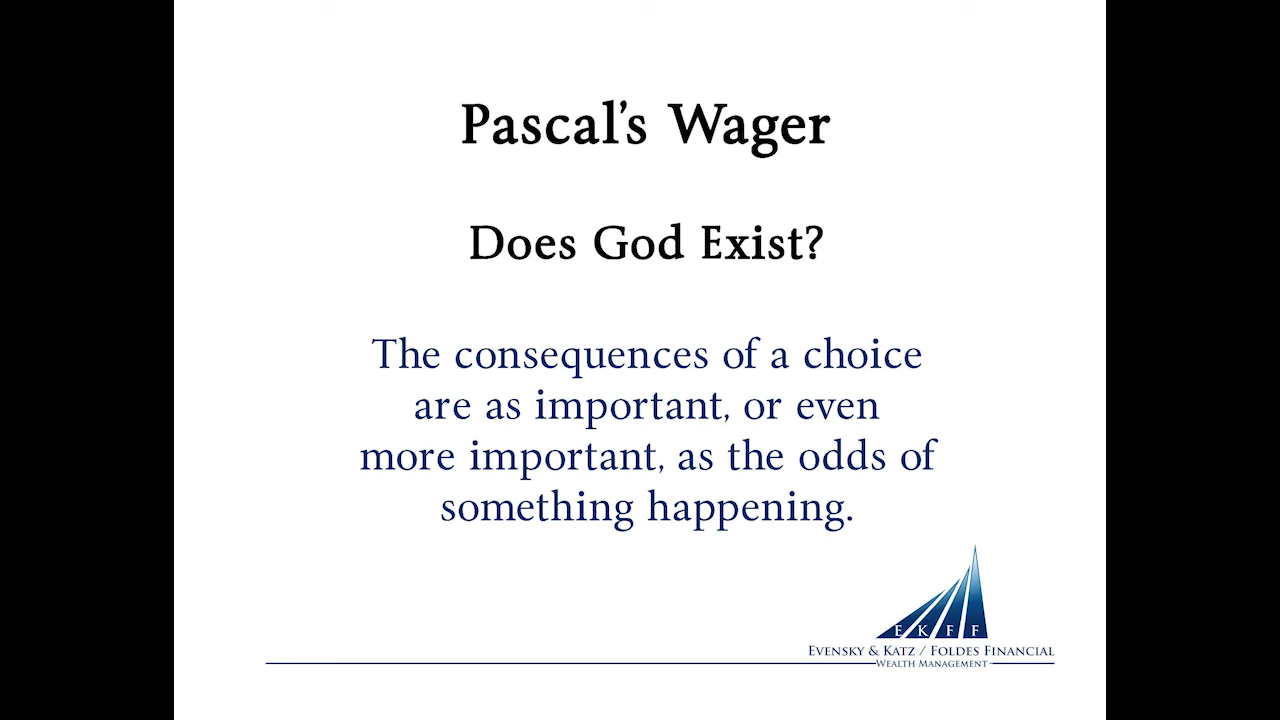 Pascal's Wager
Does God Exist?
The consequences of a choice
are as important, or even
more important, as the odds of
something happening.
E K F F
Evensky & Katz / Foldes Financial
Wealth Management